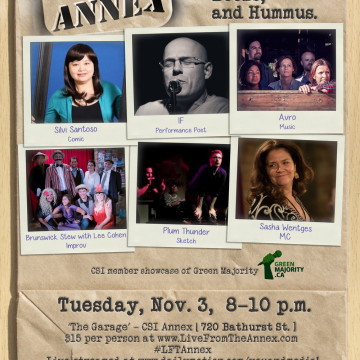 ANNEX
and Hummus.
Silvi Santoso
Comic
IF
Performance Poet
Auro
Music
Brunswick Stew with Lee Cohen
Improv
Plum Thunder
Sketch
Sasha Wentges
MC
CSI member showcase of Green Majority
GREEN
MAJORITY
.CA
Tuesday, Nov. 3, 8-10 p.m.
'The Garage' - CSI Annex [ 720 Bathurst St. ]
$15 per person at www.LiveFromTheAnnex.com
#LFTAnnex